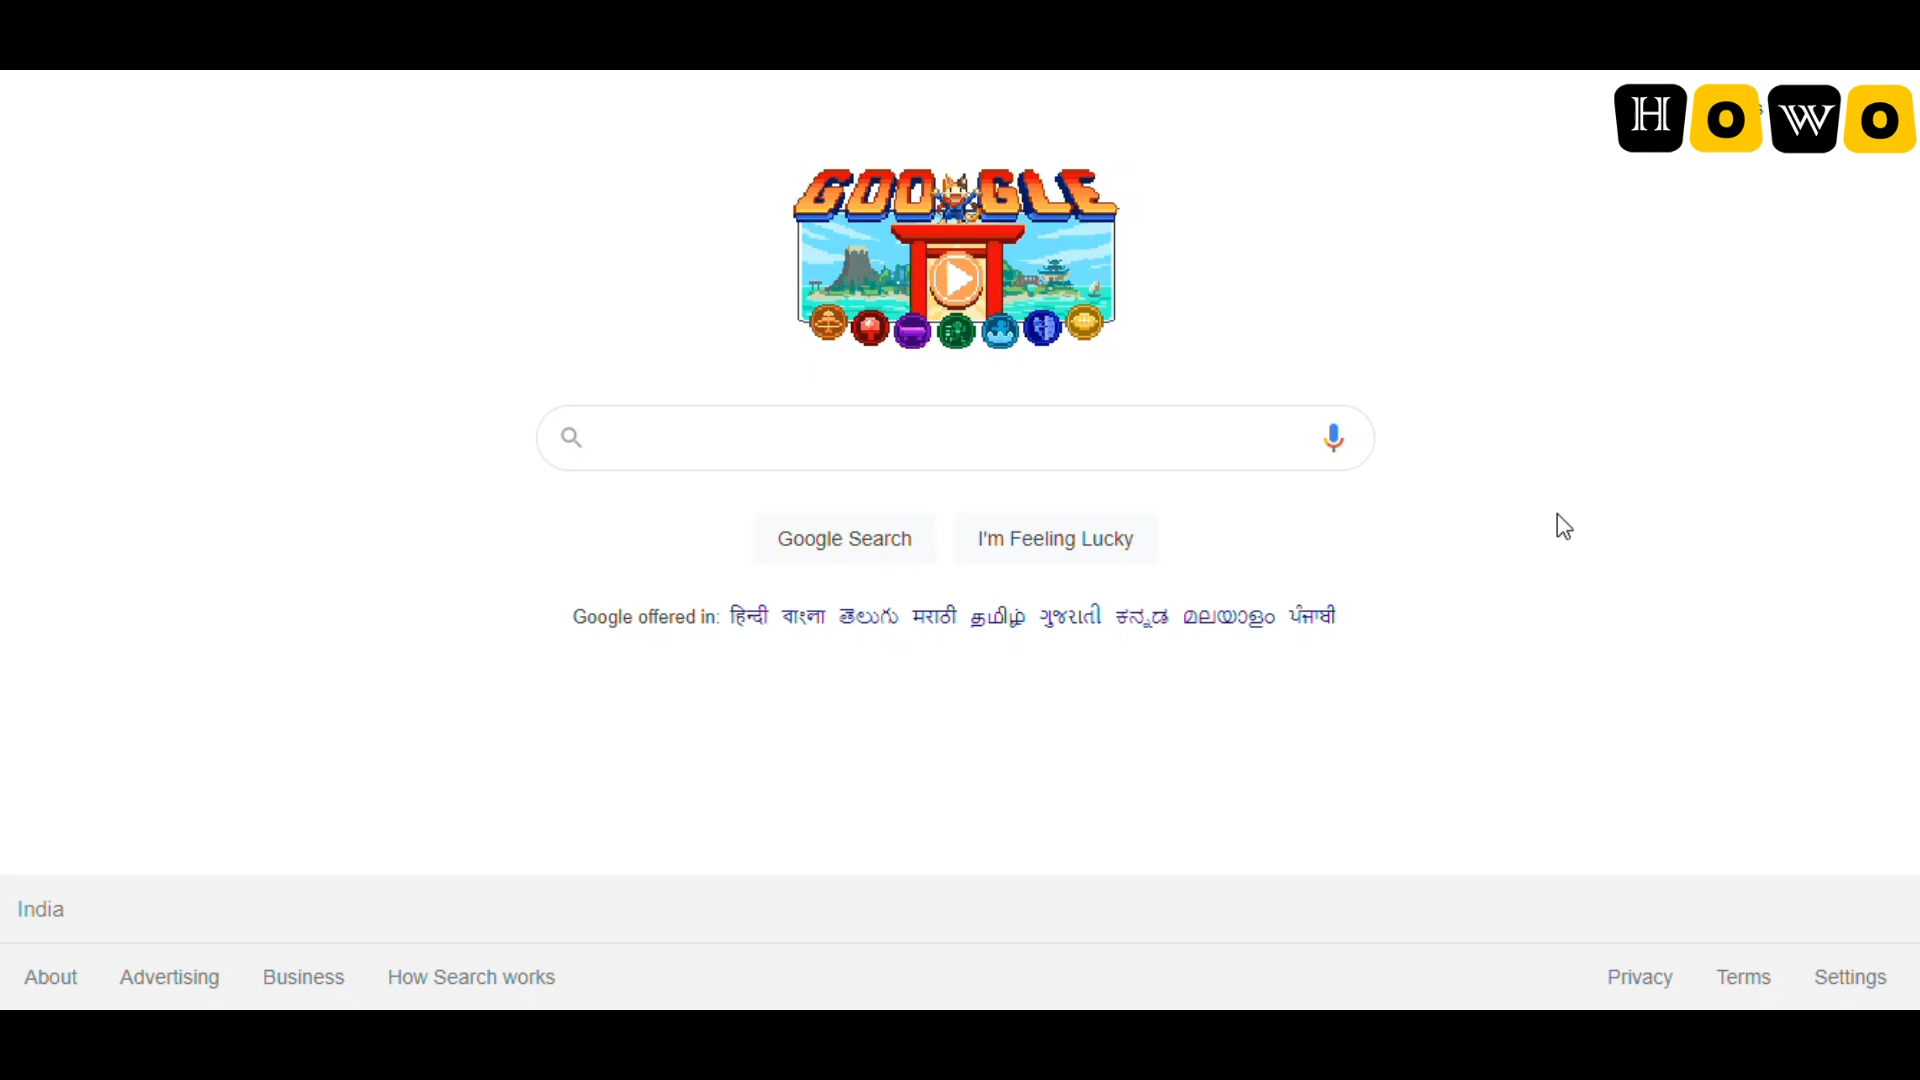 HOWO
GOOGLE
Google Search I'm Feeling Lucky
Google offered in: हिन्दी বাংলা తెలుగు मराठी தமிழ் ગુજરાતી ಕನ್ನಡ മലയാളം ਪੰਜਾਬੀ
India
About Advertising Business How Search works Privacy Terms Settings